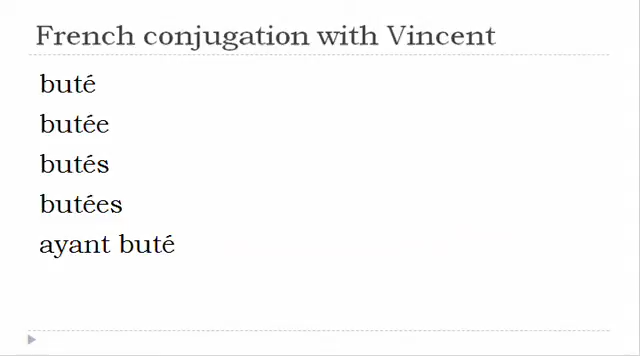 French conjugation with Vincent
buté
butée
butés
butées
ayant buté